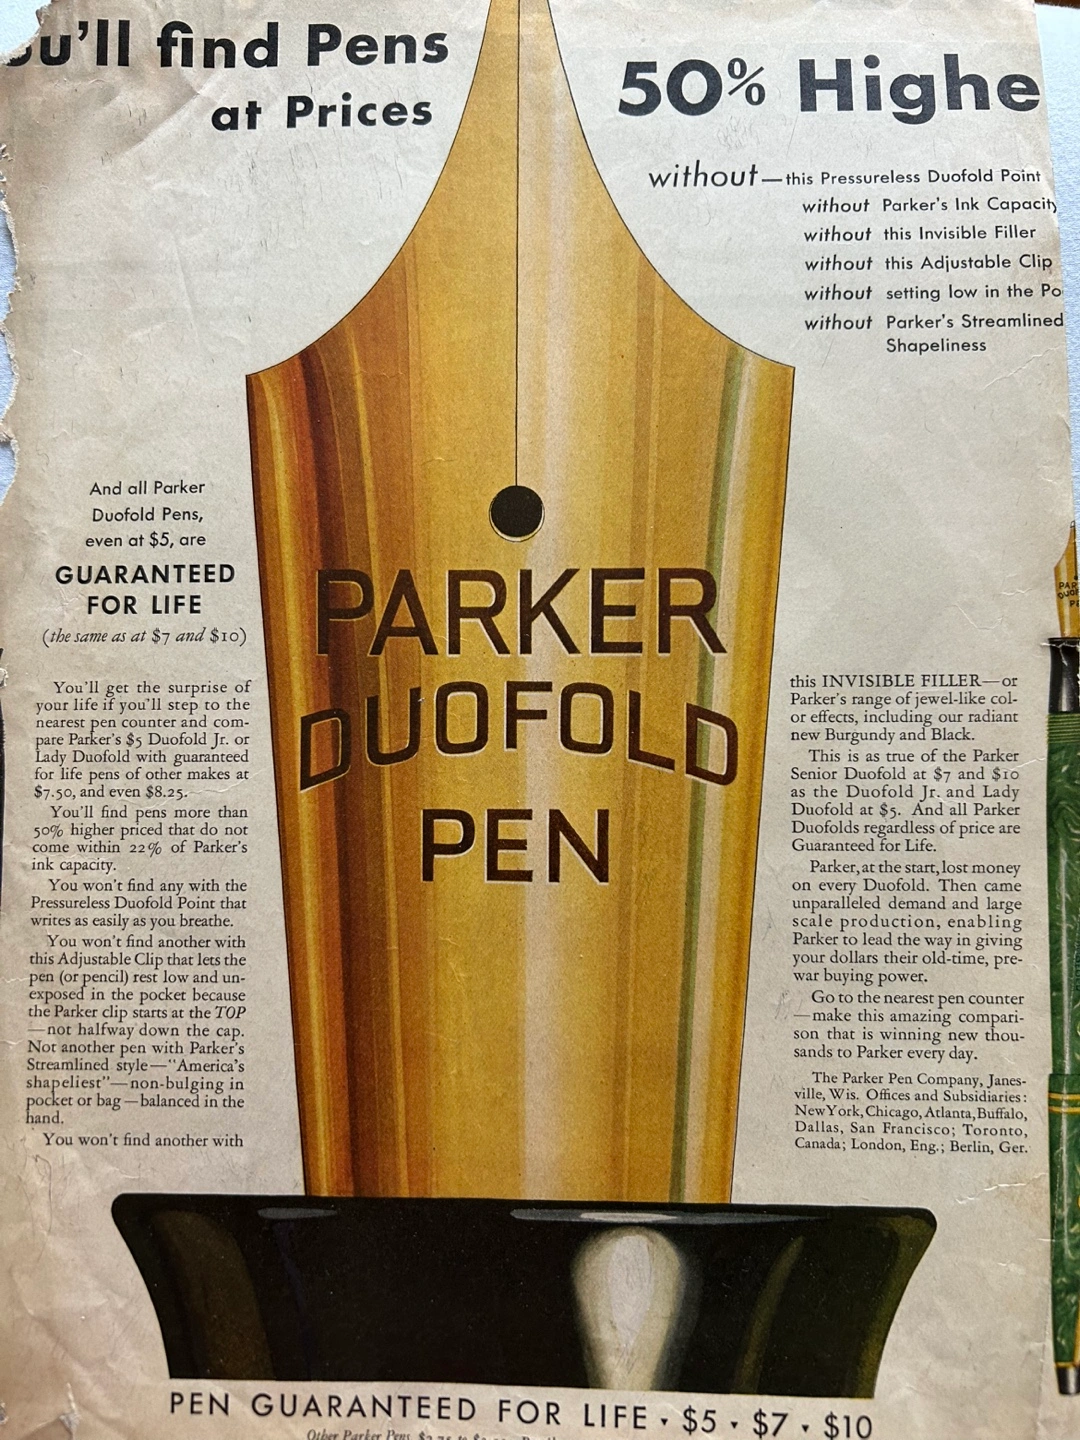 u'll find Pens
at Prices
50% Highe
without—this Pressureless Duofold Point
without Parker's Ink Capacity
without this Invisible Filler
without this Adjustable Clip
without setting low in the Po
without Parker's Streamlined
Shapeliness
And all Parker
Duofold Pens,
even at $5, are
GUARANTEED
FOR LIFE
(the same as at $7 and $10)
PARKER
DUOFOLD
PEN
You'll get the surprise of
your life if you'll step to the
nearest pen counter and com-
pare Parker's $5 Duofold Jr. or
Lady Duofold with guaranteed
for life pens of other makes at
$7.50, and even $8.25.
You'll find pens more than
50% higher priced that do not
come within 22% of Parker's
ink capacity.
You won't find any with the
Pressureless Duofold Point that
writes as easily as you breathe.
You won't find another with
this Adjustable Clip that lets the
pen (or pencil) rest low and un-
exposed in the pocket because
the Parker clip starts at the TOP
—not halfway down the cap.
Not another pen with Parker's
Streamlined style—"America's
shapeliest"—non-bulging in
pocket or bag—balanced in the
hand.
You won't find another with
this INVISIBLE FILLER—or
Parker's range of jewel-like col-
or effects, including our radiant
new Burgundy and Black.
This is as true of the Parker
Senior Duofold at $7 and $10
as the Duofold Jr. and Lady
Duofold at $5. And all Parker
Duofolds regardless of price are
Guaranteed for Life.
Parker, at the start, lost money
on every Duofold. Then came
unparalleled demand and large
scale production, enabling
Parker to lead the way in giving
your dollars their old-time, pre-
war buying power.
Go to the nearest pen counter
—make this amazing compari-
son that is winning new thou-
sands to Parker every day.
The Parker Pen Company, Janes-
ville, Wis. Offices and Subsidiaries:
New York, Chicago, Atlanta, Buffalo,
Dallas, San Francisco; Toronto,
Canada; London, Eng.; Berlin, Ger.
PEN GUARANTEED FOR LIFE · $5 · $7 · $10
Other Parker Pens